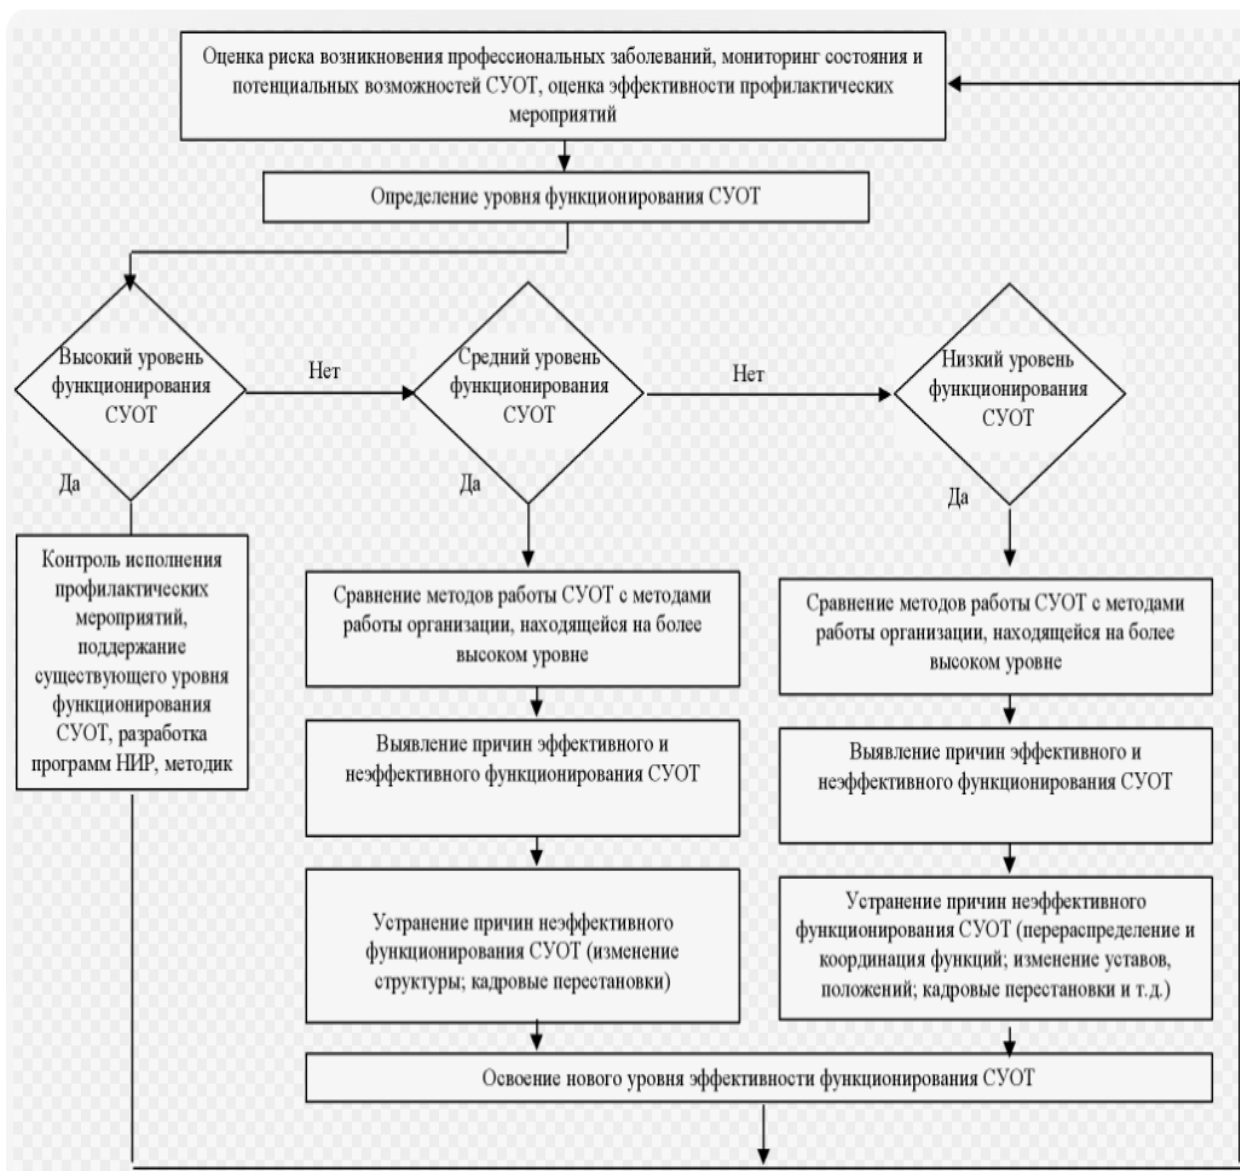 Оценка риска возникновения профессиональных заболеваний, мониторинг состояния и
потенциальных возможностей СУОТ, оценка эффективности профилактических
мероприятий
Определение уровня функционирования СУОТ
Высокий уровень
функционирования
СУОТ
Нет
Средний уровень
функционирования
СУОТ
Нет
Низкий уровень
функционирования
СУОТ
Да
Да
Да
Контроль исполнения
профилактических
мероприятий,
поддержание
существующего уровня
функционирования
СУОТ, разработка
программ НИР, методик
Сравнение методов работы СУОТ с методами
работы организации, находящейся на более
высоком уровне
Выявление причин эффективного и
неэффективного функционирования СУОТ
Устранение причин неэффективного
функционирования СУОТ (изменение
структуры; кадровые перестановки)
Сравнение методов работы СУОТ с методами
работы организации, находящейся на более
высоком уровне
Выявление причин эффективного и
неэффективного функционирования СУОТ
Устранение причин неэффективного
функционирования СУОТ (перераспределение и
координация функций; изменение уставов,
положений; кадровые перестановки и т.д.)
Освоение нового уровня эффективности функционирования СУОТ